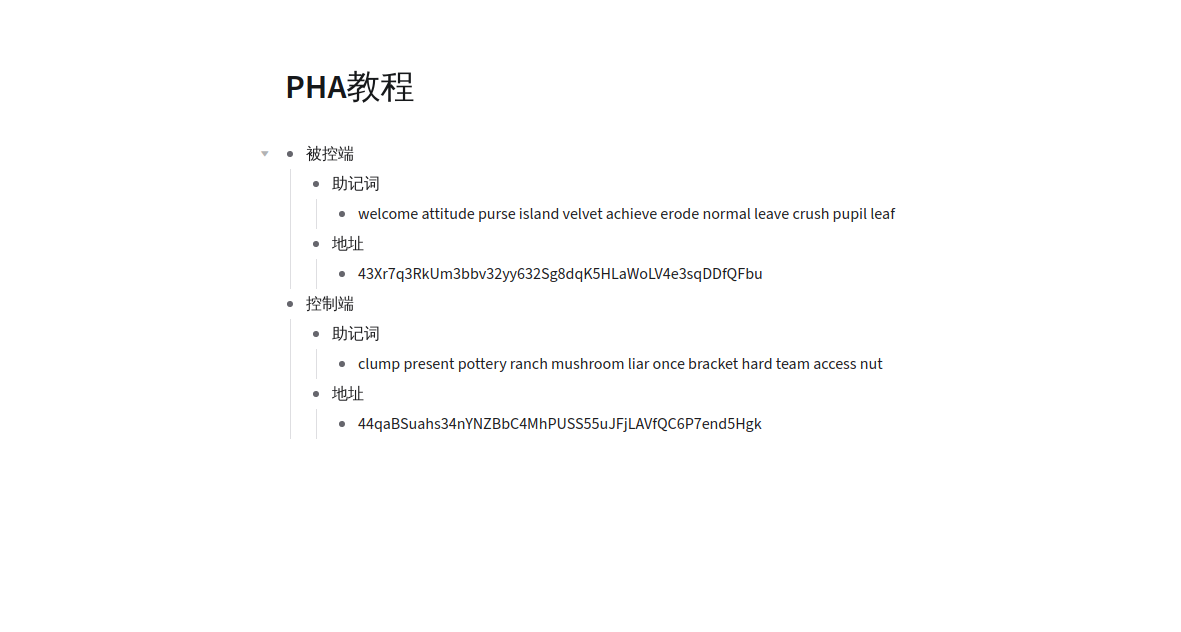 PHA教程
被控端
助记词
welcome attitude purse island velvet achieve erode normal leave crush pupil leaf
地址
43Xr7q3RkUm3bbv32yy632Sg8dqK5HLaWoLV4e3sqDDfQFbu
控制端
助记词
clump present pottery ranch mushroom liar once bracket hard team access nut
地址
44qaBSuahs34nYNZBbC4MhPUSS55uJFjLAVfQC6P7end5Hgk